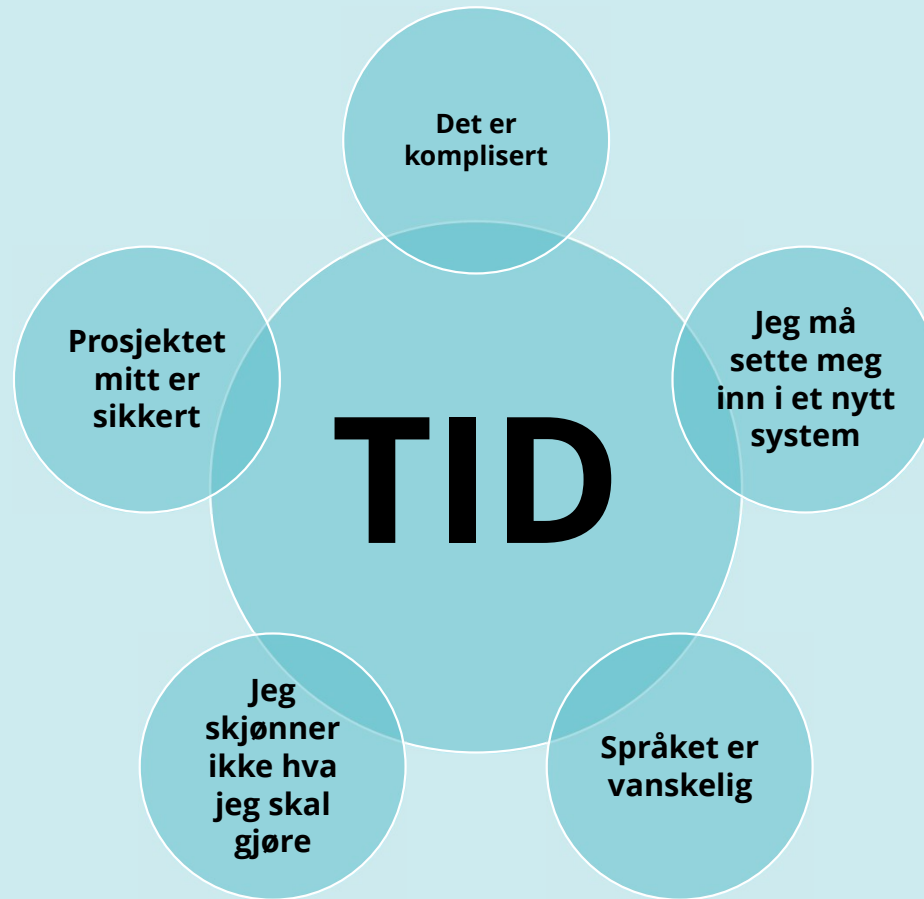 Det er
komplisert
Prosjektet
mitt er
sikkert
TID
Jeg må
sette meg
inn i et nytt
system
Jeg
skjønner
ikke hva
jeg skal
gjøre
Språket er
vanskelig